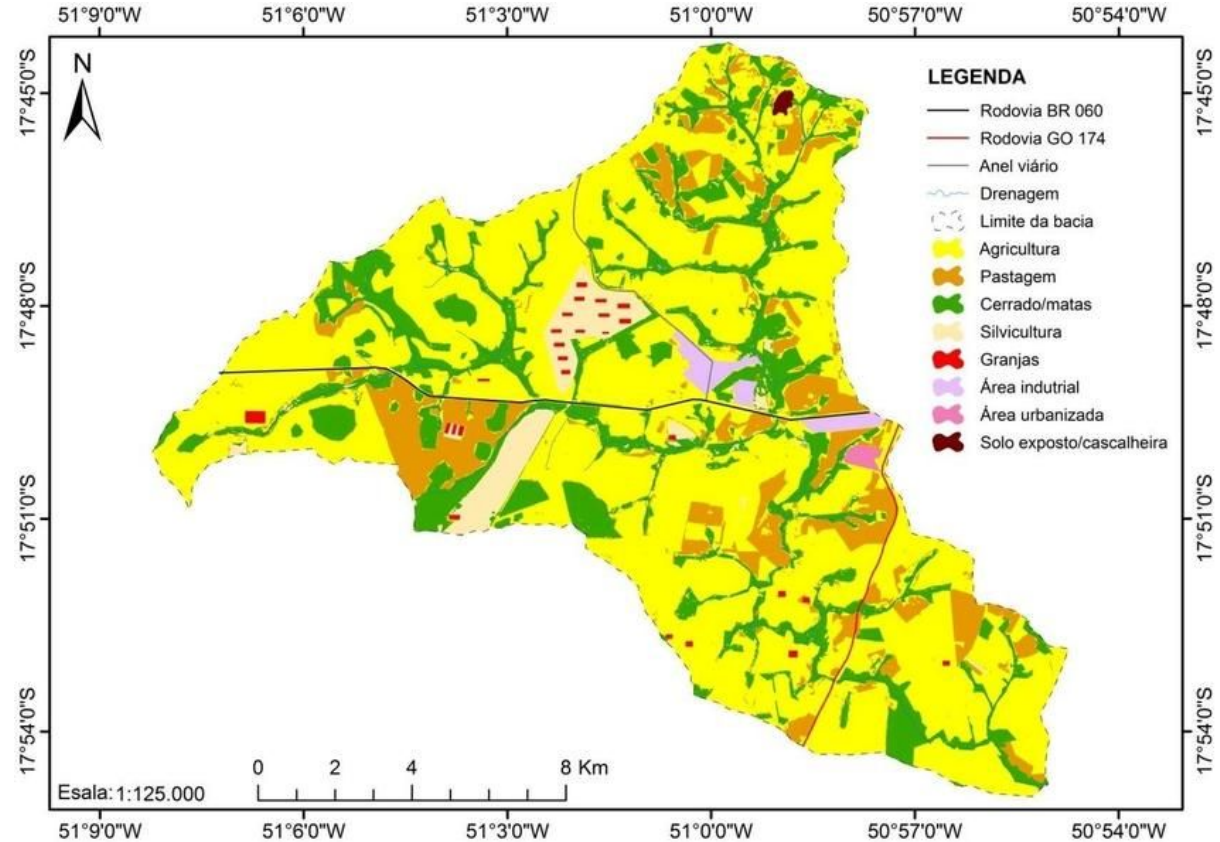 51°9'0"W 51°6'0"W 51°3'0"W 51°0'0"W 50°57'0"W 50°54'0"W
17°45'0"S 17°45'0"S
N
LEGENDA
Rodovia BR 060
Rodovia GO 174
Anel viário
Drenagem
Limite da bacia
Agricultura
Pastagem
Cerrado/matas
Silvicultura
Granjas
Área indutrial
Área urbanizada
Solo exposto/cascalheira
17°48'0"S 17°48'0"S
17°51'0"S 17°51'0"S
17°54'0"S 17°54'0"S
0 2 4 8 Km
Esala: 1:125.000
51°9'0"W 51°6'0"W 51°3'0"W 51°0'0"W 50°57'0"W 50°54'0"W